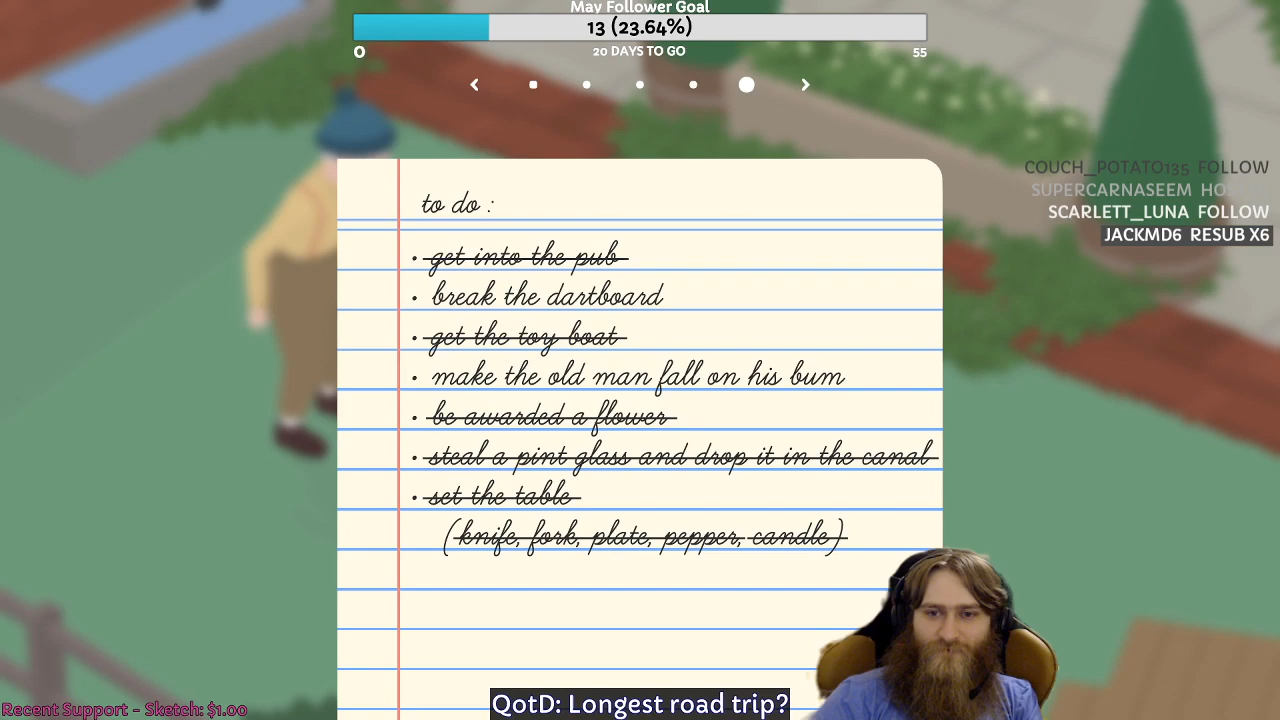 May Follower Goal
13 (23.64%)
0 20 DAYS TO GO 55
COUCH_POTATO135 FOLLOW
SUPERCARNASEEM
SCARLETT_LUNA FOLLOW
JACKMD6 RESUB X6
to do :
• get into the pub
• break the dartboard
• get the toy boat
• make the old man fall on his bum
• be awarded a flower
• steal a pint glass and drop it in the canal
• set the table
(knife, fork, plate, pepper, candle)
QotD: Longest road trip?
Recent Support - Sketch: $1.00